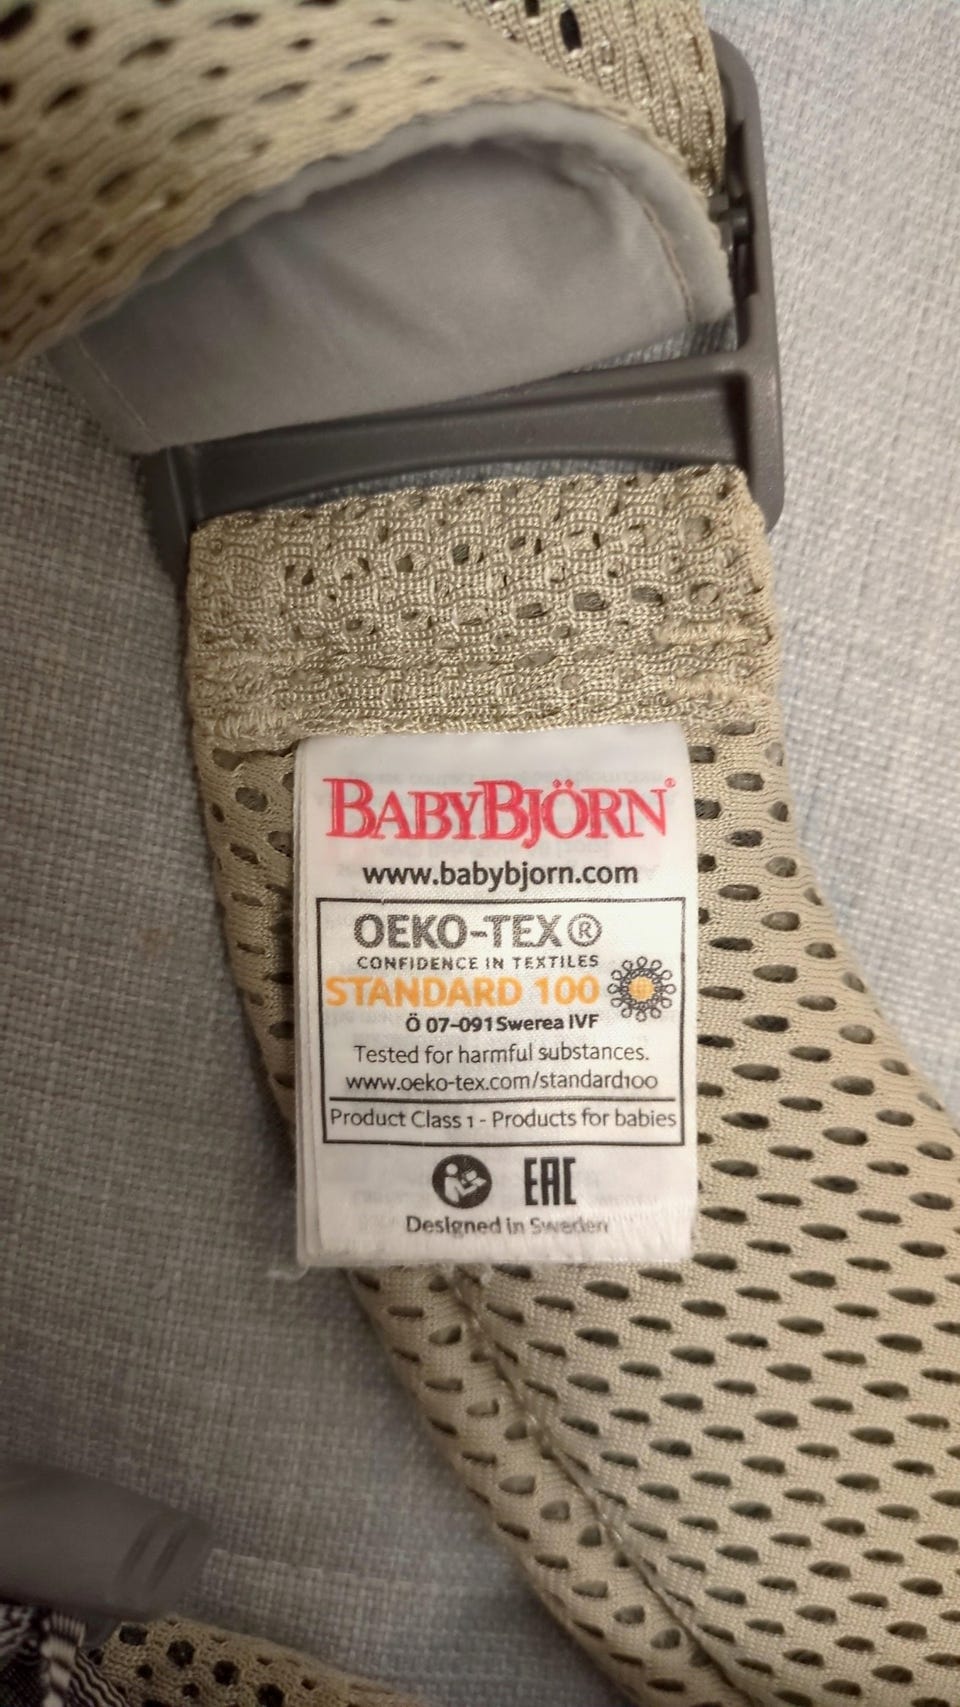 BABYBJÖRN®
www.babybjorn.com
OEKO-TEX®
CONFIDENCE IN TEXTILES
STANDARD 100
Ö 07-091 Swerea IVF
Tested for harmful substances.
www.oeko-tex.com/standard100
Product Class 1 - Products for babies
EAC
Designed in Sweden